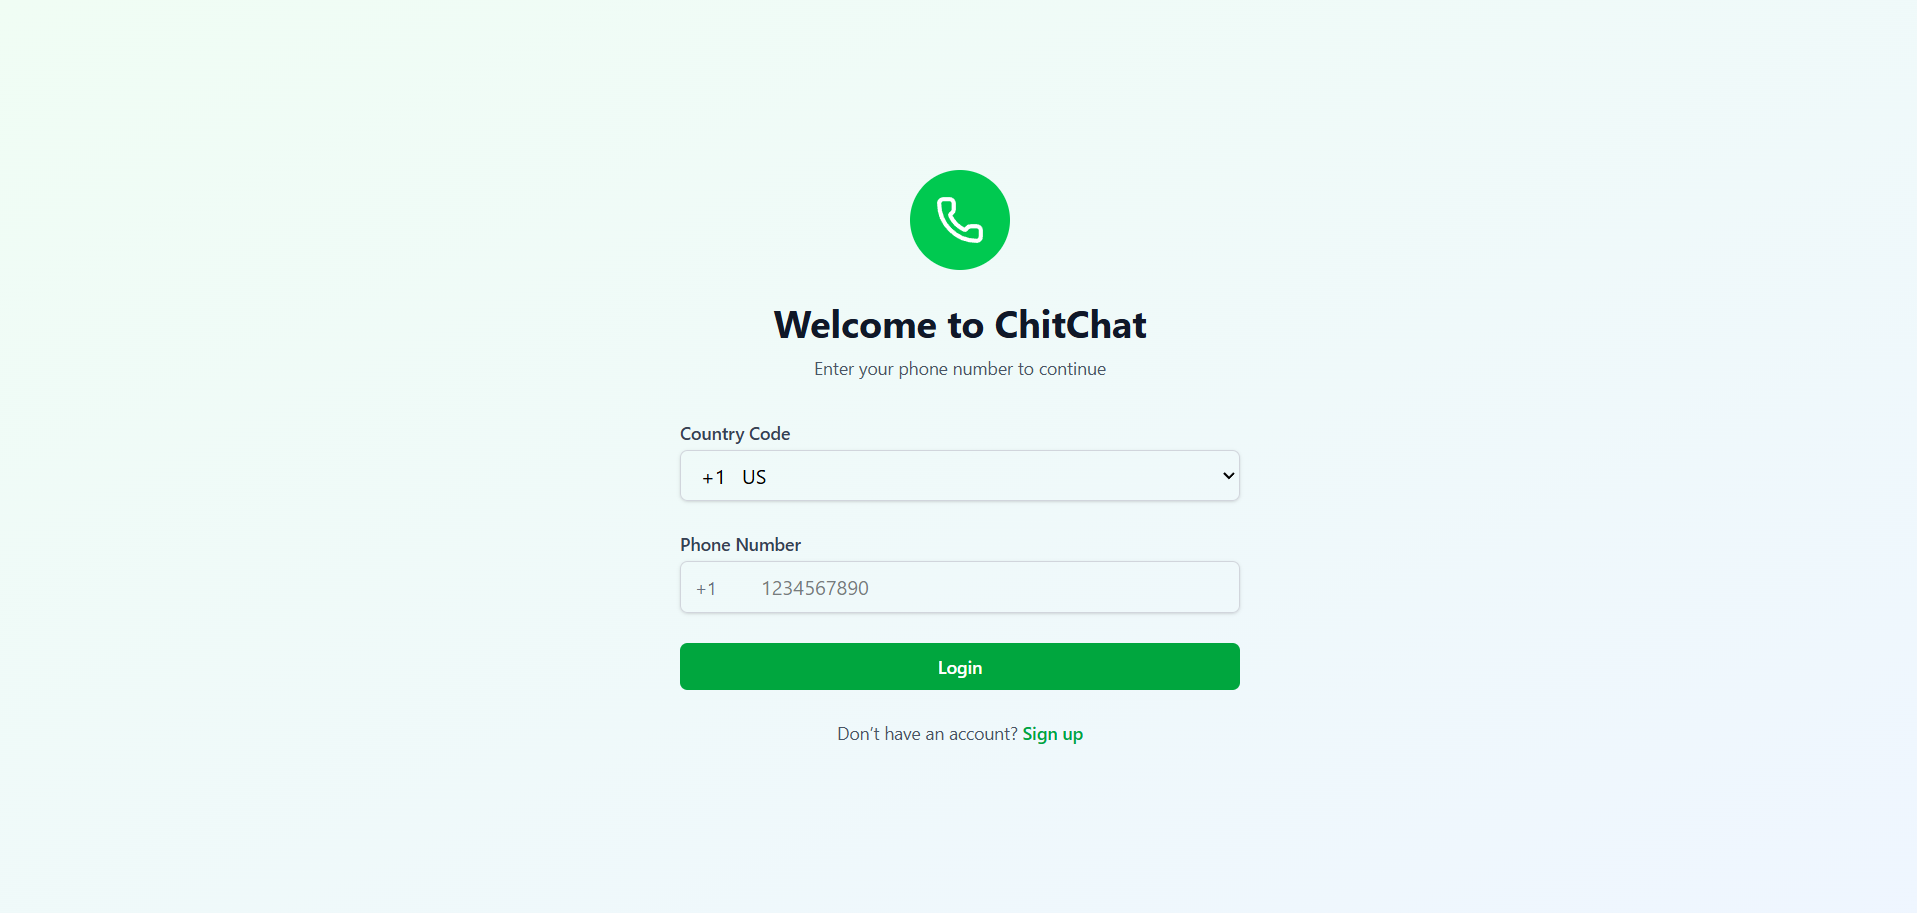 Welcome to ChitChat
Enter your phone number to continue
Country Code
+1 US
Phone Number
+1 1234567890
Login
Don't have an account? Sign up